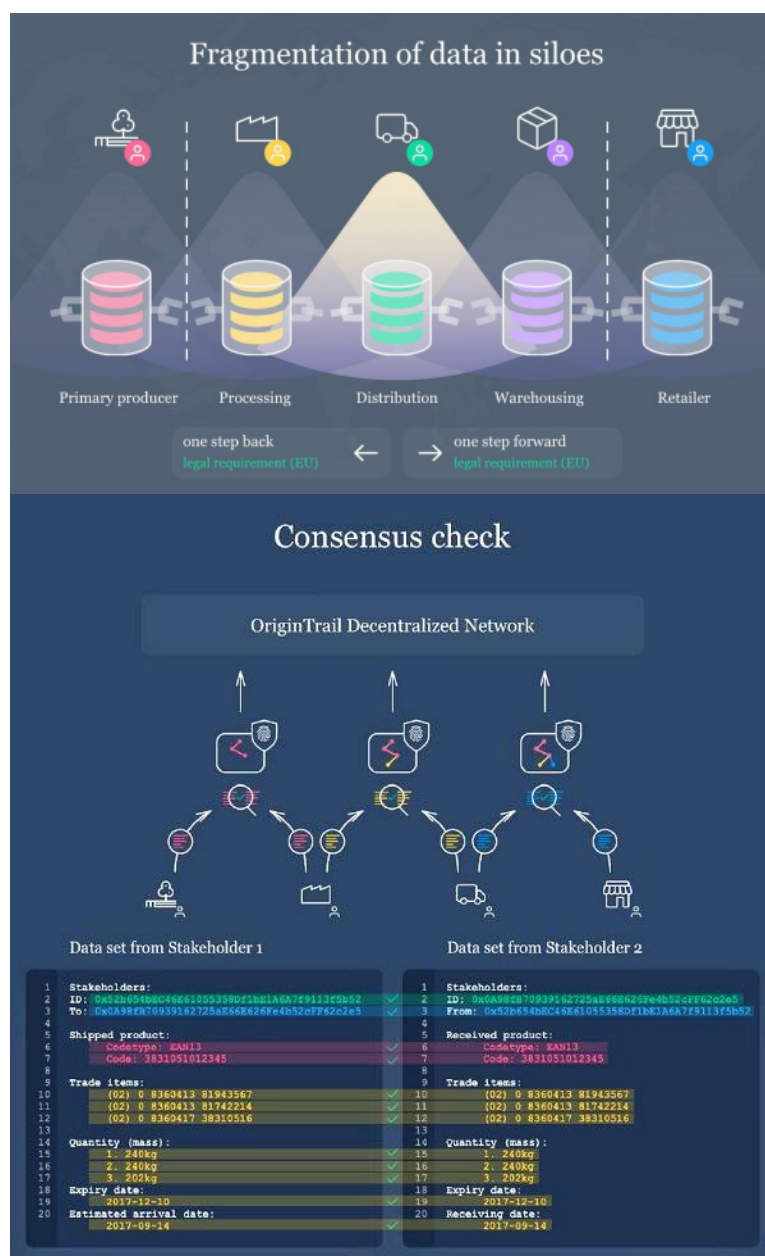 Fragmentation of data in siloes
Primary producer
Processing
Distribution
Warehousing
Retailer
one step back
legal requirement (EU)
one step forward
legal requirement (EU)
Consensus check
OriginTrail Decentralized Network
Data set from Stakeholder 1
1 Stakeholders:
2 ID: 0x52b654bEC46E61055358Df1bE1A6A7f9113f5b52
3 To: 0x0A98fB70939162725aE66E626Fe4b52cFF62c2e5
4
5 Shipped product:
6 Codetype: EAN13
7 Code: 3831051012345
8
9 Trade items:
10 (02) 0 8360413 81943567
11 (02) 0 8360413 81742214
12 (02) 0 8360417 38310516
13
14 Quantity (mass):
15 1. 240kg
16 2. 240kg
17 3. 202kg
18 Expiry date:
19 2017-12-10
20 Estimated arrival date:
2017-09-14
Data set from Stakeholder 2
1 Stakeholders:
2 ID: 0x0A98fB70939162725aE66E626Fe4b52cFF62c2e5
3 From: 0x52b654bEC46E61055358Df1bE1A6A7f9113f5b52
4
5 Received product:
6 Codetype: EAN13
7 Code: 3831051012345
8
9 Trade items:
10 (02) 0 8360413 81943567
11 (02) 0 8360413 81742214
12 (02) 0 8360417 38310516
13
14 Quantity (mass):
15 1. 240kg
16 2. 240kg
17 3. 202kg
18 Expiry date:
19 2017-12-10
20 Receiving date:
2017-09-14